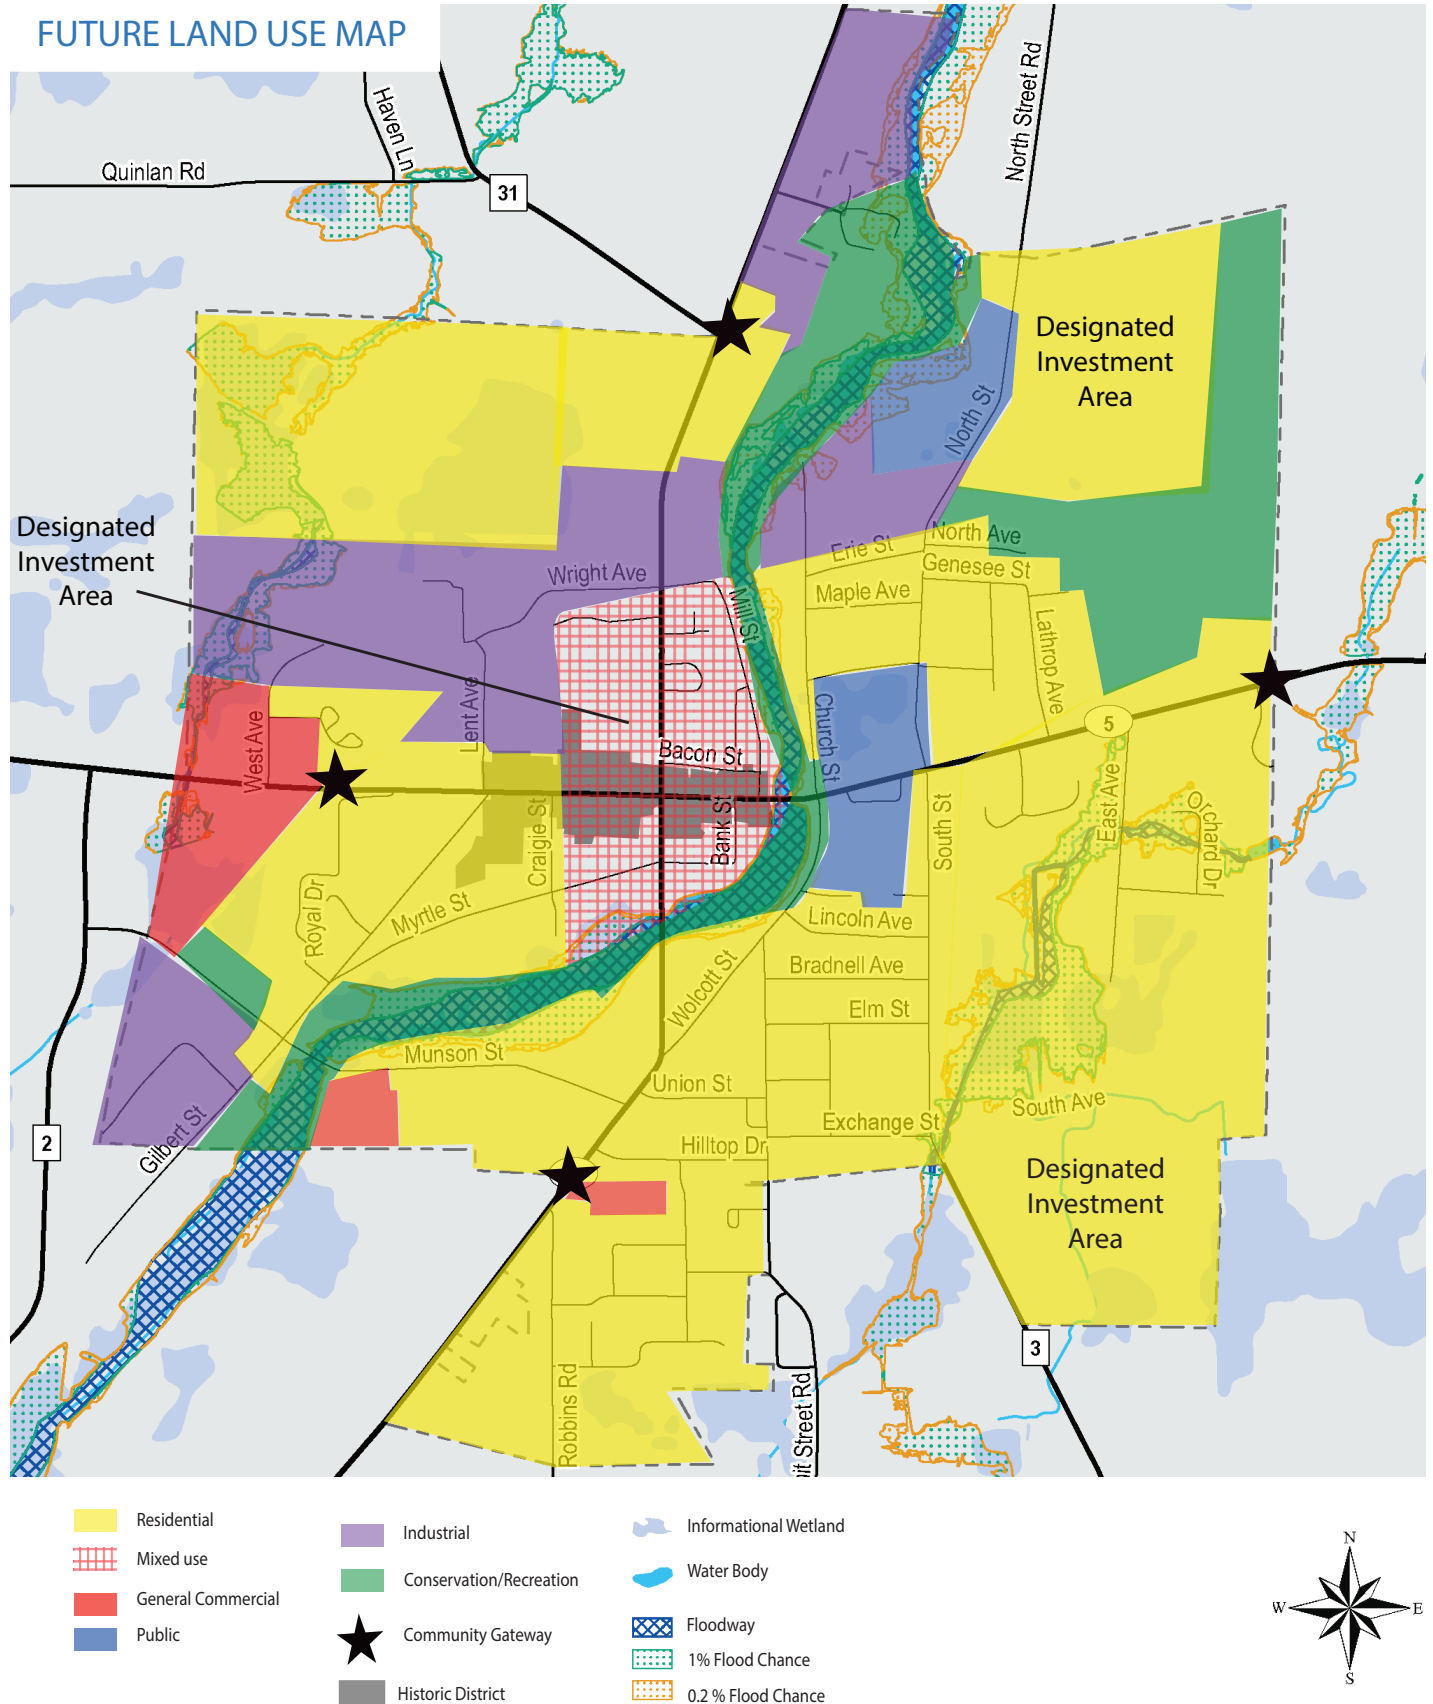 FUTURE LAND USE MAP
Haven Ln
Quinlan Rd
31
North Street Rd
Designated
Investment
Area
North St
Designated
Investment
Area
Erie St
North Ave
Genesee St
Wright Ave
Maple Ave
Mill St
Lathrop Ave
Lent Ave
West Ave
Church St
5
Bacon St
Bank St
Craigie St
South St
East Ave
Orchard Dr
Royal Dr
Myrtle St
Lincoln Ave
Bradnell Ave
Wolcott St
Elm St
Munson St
Union St
South Ave
Exchange St
Gilbert St
2
Hilltop Dr
Designated
Investment
Area
3
Robbins Rd
it Street Rd
Residential
Mixed use
General Commercial
Public
Industrial
Conservation/Recreation
Community Gateway
Historic District
Informational Wetland
Water Body
Floodway
1% Flood Chance
0.2 % Flood Chance
N
W
E
S